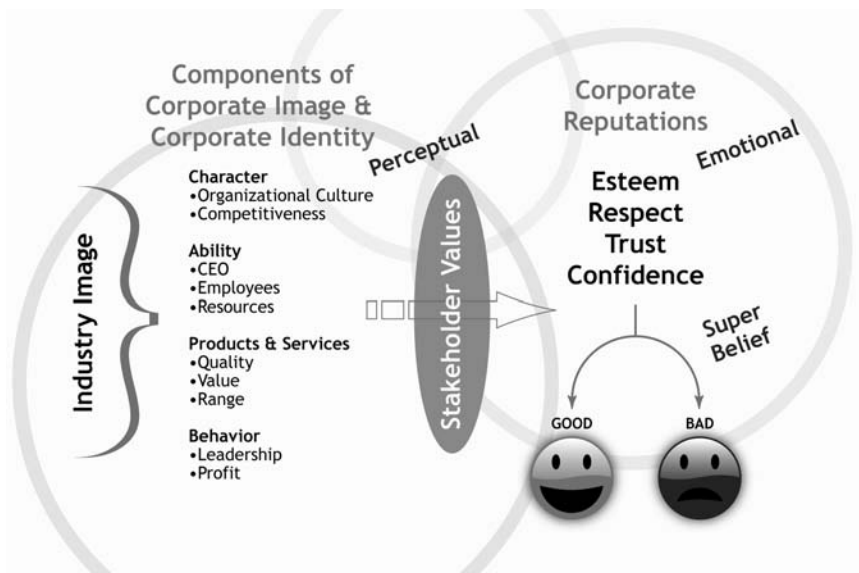 Components of
Corporate Image &
Corporate Identity
Perceptual
Corporate
Reputations
Emotional
Industry Image
Character
•Organizational Culture
•Competitiveness
Ability
•CEO
•Employees
•Resources
Products & Services
•Quality
•Value
•Range
Behavior
•Leadership
•Profit
Stakeholder Values
Esteem
Respect
Trust
Confidence
Super
Belief
GOOD
BAD